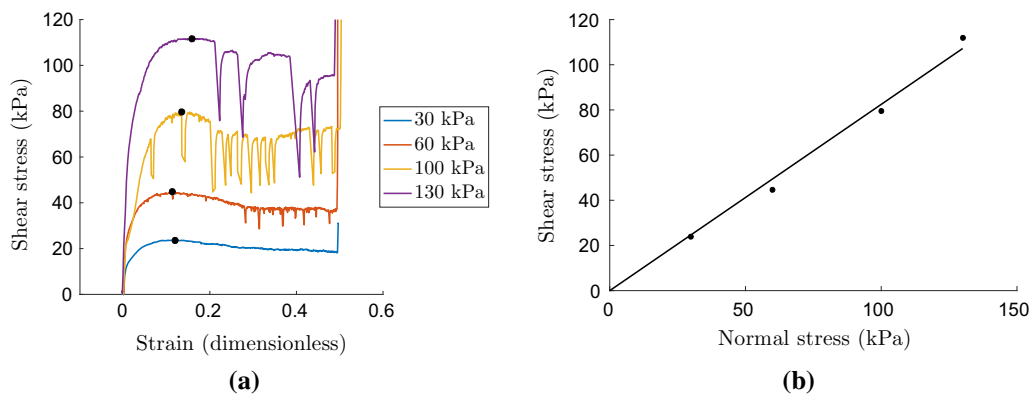 120
100
80
60
40
20
0
0
0.2
0.4
0.6
Shear stress (kPa)
Strain (dimensionless)
30 kPa
60 kPa
100 kPa
130 kPa
(a)
120
100
80
60
40
20
0
0
50
100
150
Shear stress (kPa)
Normal stress (kPa)
(b)